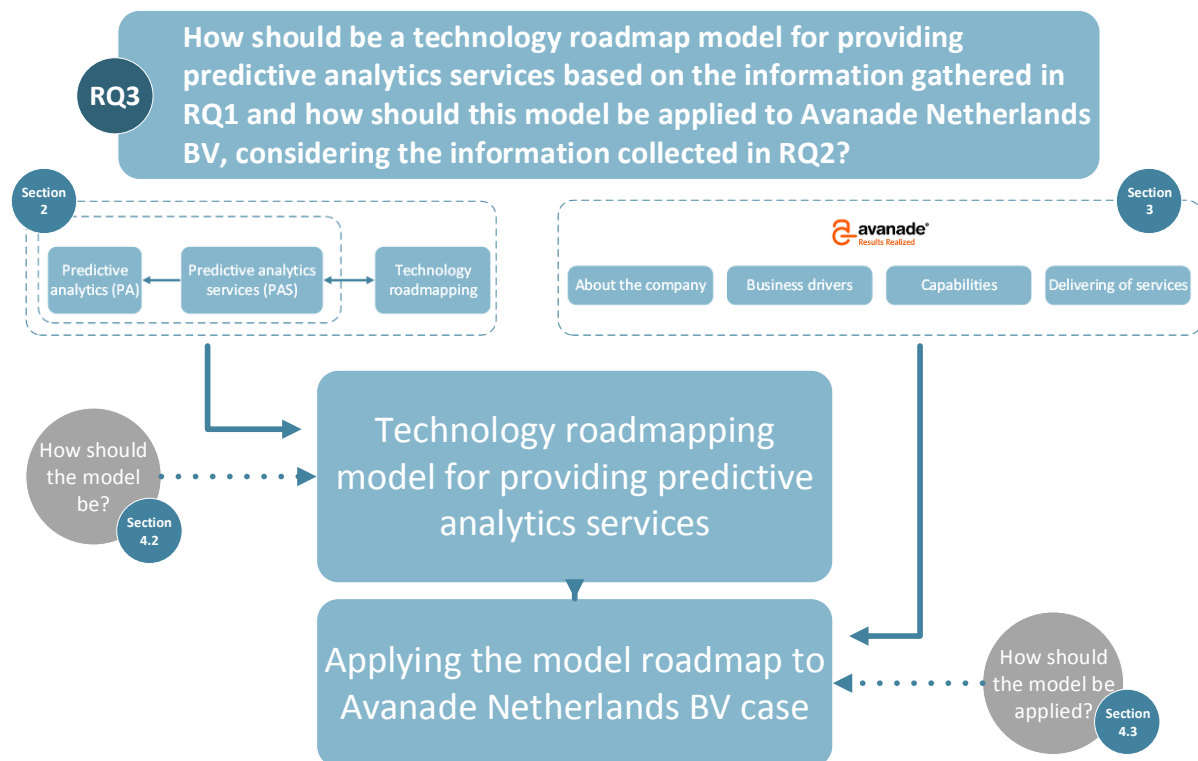 RQ3
How should be a technology roadmap model for providing
predictive analytics services based on the information gathered in
RQ1 and how should this model be applied to Avanade Netherlands
BV, considering the information collected in RQ2?
Section
2
Predictive
analytics (PA)
Predictive analytics
services (PAS)
Technology
roadmapping
Section
3
avanade®
Results Realized
About the company
Business drivers
Capabilities
Delivering of services
Technology roadmapping
model for providing predictive
analytics services
How should
the model
be?
Section
4.2
Applying the model roadmap to
Avanade Netherlands BV case
How should
the model be
applied?
Section
4.3